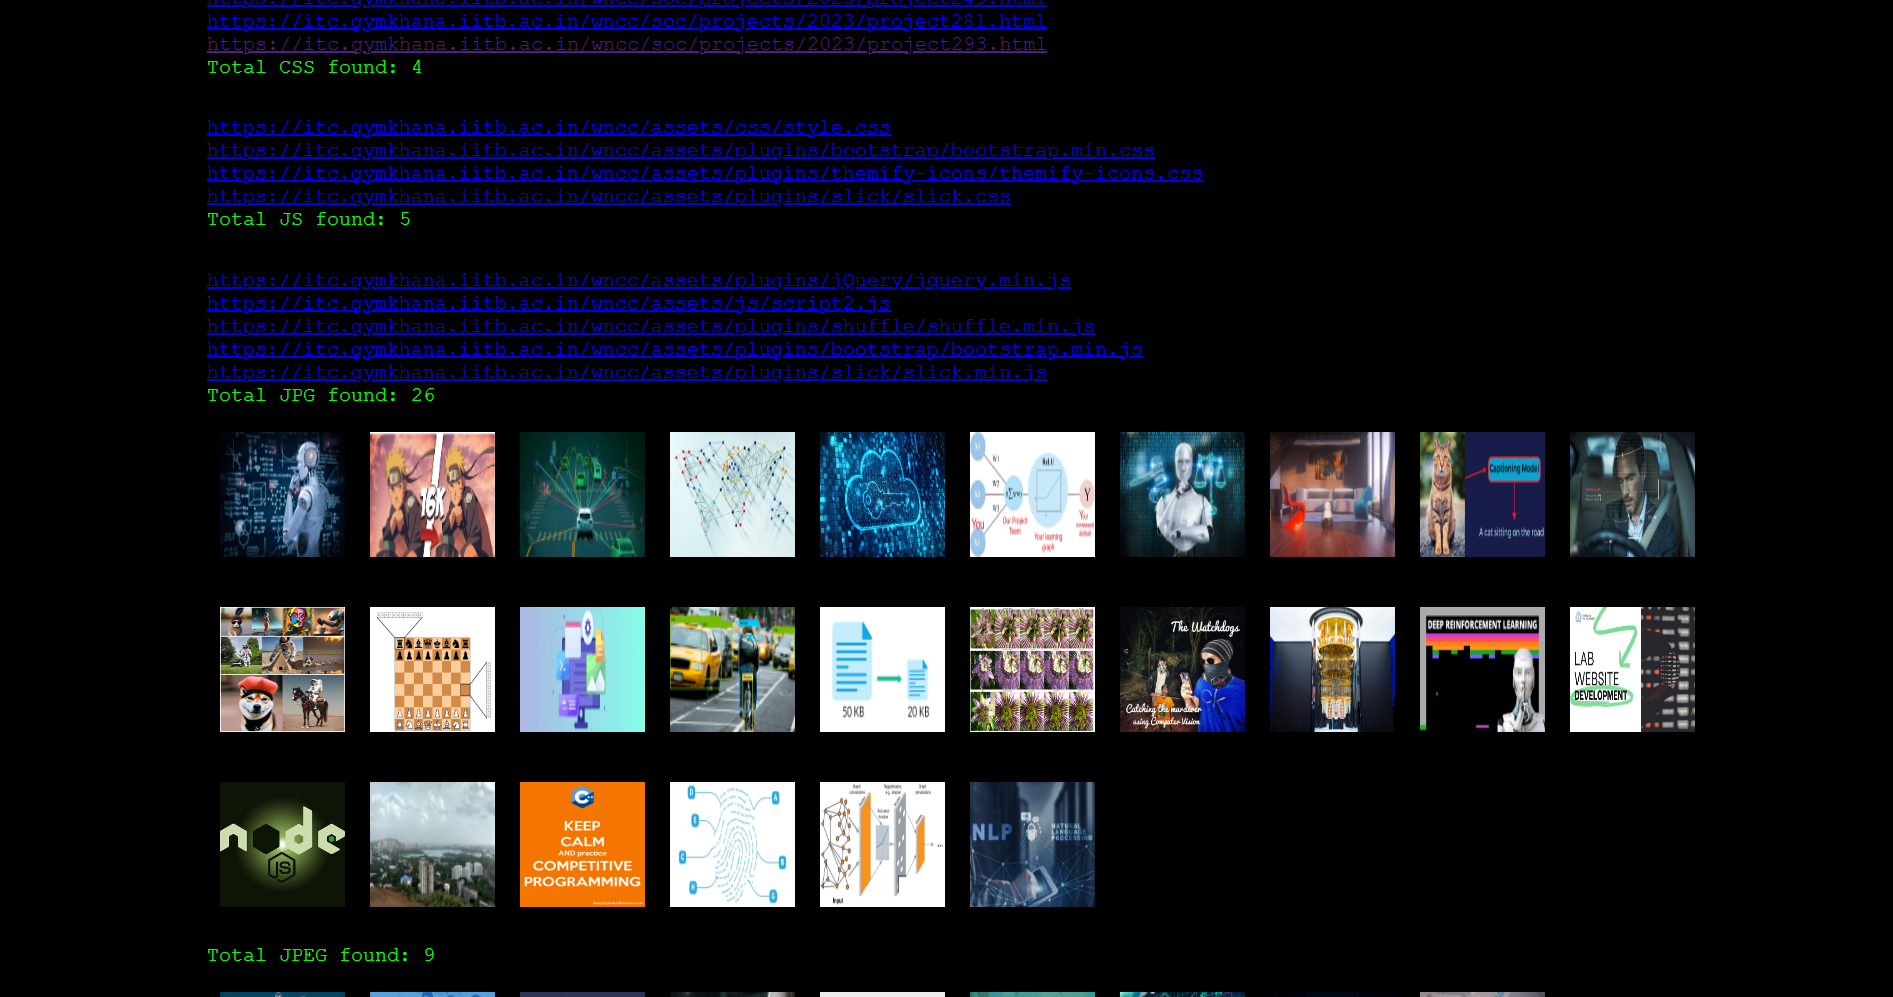 https://itc.gymkhana.iitb.ac.in/wncc/soc/projects/2023/project281.html
https://itc.gymkhana.iitb.ac.in/wncc/soc/projects/2023/project293.html
Total CSS found: 4
https://itc.gymkhana.iitb.ac.in/wncc/assets/css/style.css
https://itc.gymkhana.iitb.ac.in/wncc/assets/plugins/bootstrap/bootstrap.min.css
https://itc.gymkhana.iitb.ac.in/wncc/assets/plugins/themify-icons/themify-icons.css
https://itc.gymkhana.iitb.ac.in/wncc/assets/plugins/slick/slick.css
Total JS found: 5
https://itc.gymkhana.iitb.ac.in/wncc/assets/plugins/jQuery/jquery.min.js
https://itc.gymkhana.iitb.ac.in/wncc/assets/js/script2.js
https://itc.gymkhana.iitb.ac.in/wncc/assets/plugins/shuffle/shuffle.min.js
https://itc.gymkhana.iitb.ac.in/wncc/assets/plugins/bootstrap/bootstrap.min.js
https://itc.gymkhana.iitb.ac.in/wncc/assets/plugins/slick/slick.min.js
Total JPG found: 26
16K
W1
W2
W3
You
Our Project
Team
ReLU
Your learning
graph
Y
Your
Captioning Model
A cat sitting on the road
50 KB
20 KB
The Watchdogs
Catching the murderer
using Computer Vision
DEEP REINFORCEMENT LEARNING
LAB
WEBSITE
DEVELOPMENT
node
JS
C++
KEEP
CALM
AND practice
COMPETITIVE
PROGRAMMING
D
A
E
C
B
H
G
Input
NLP
NATURAL
LANGUAGE
PROCESSING
Total JPEG found: 9